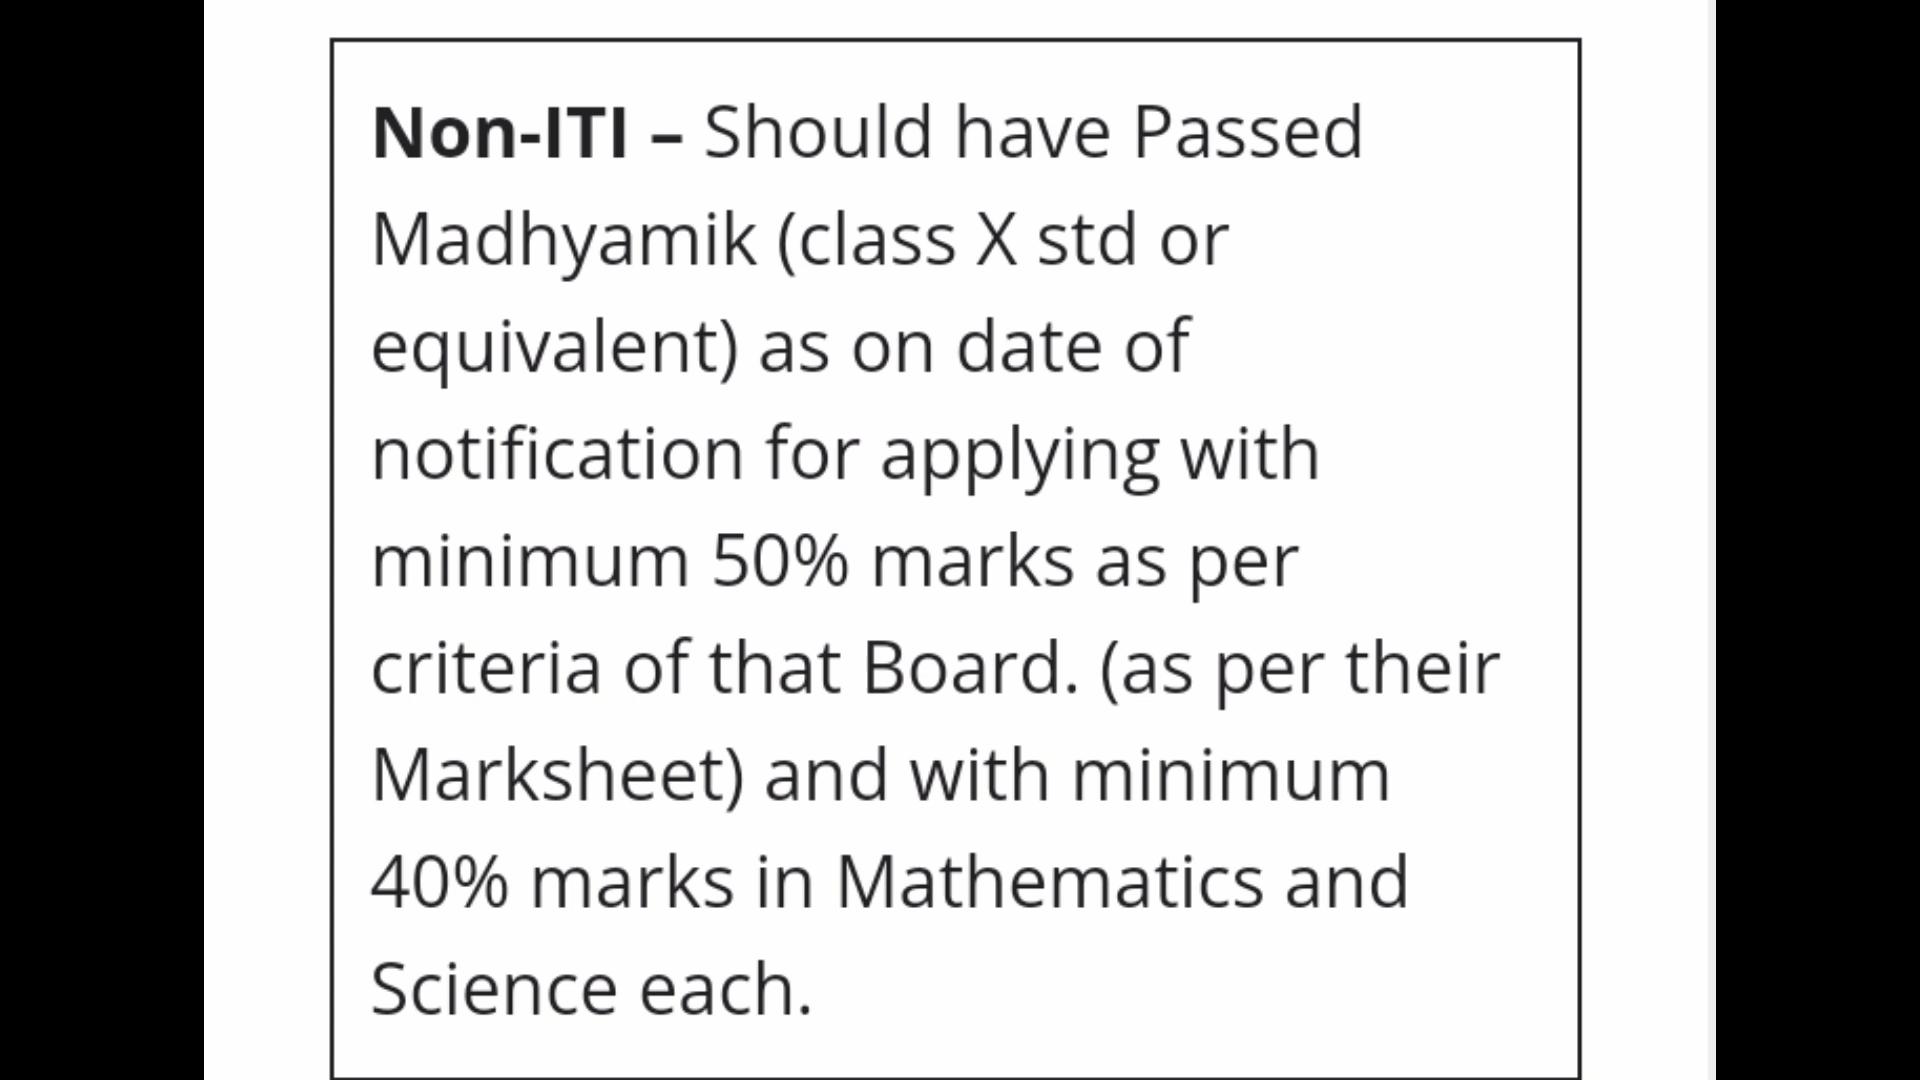 Non-ITI – Should have Passed
Madhyamik (class X std or
equivalent) as on date of
notification for applying with
minimum 50% marks as per
criteria of that Board. (as per their
Marksheet) and with minimum
40% marks in Mathematics and
Science each.